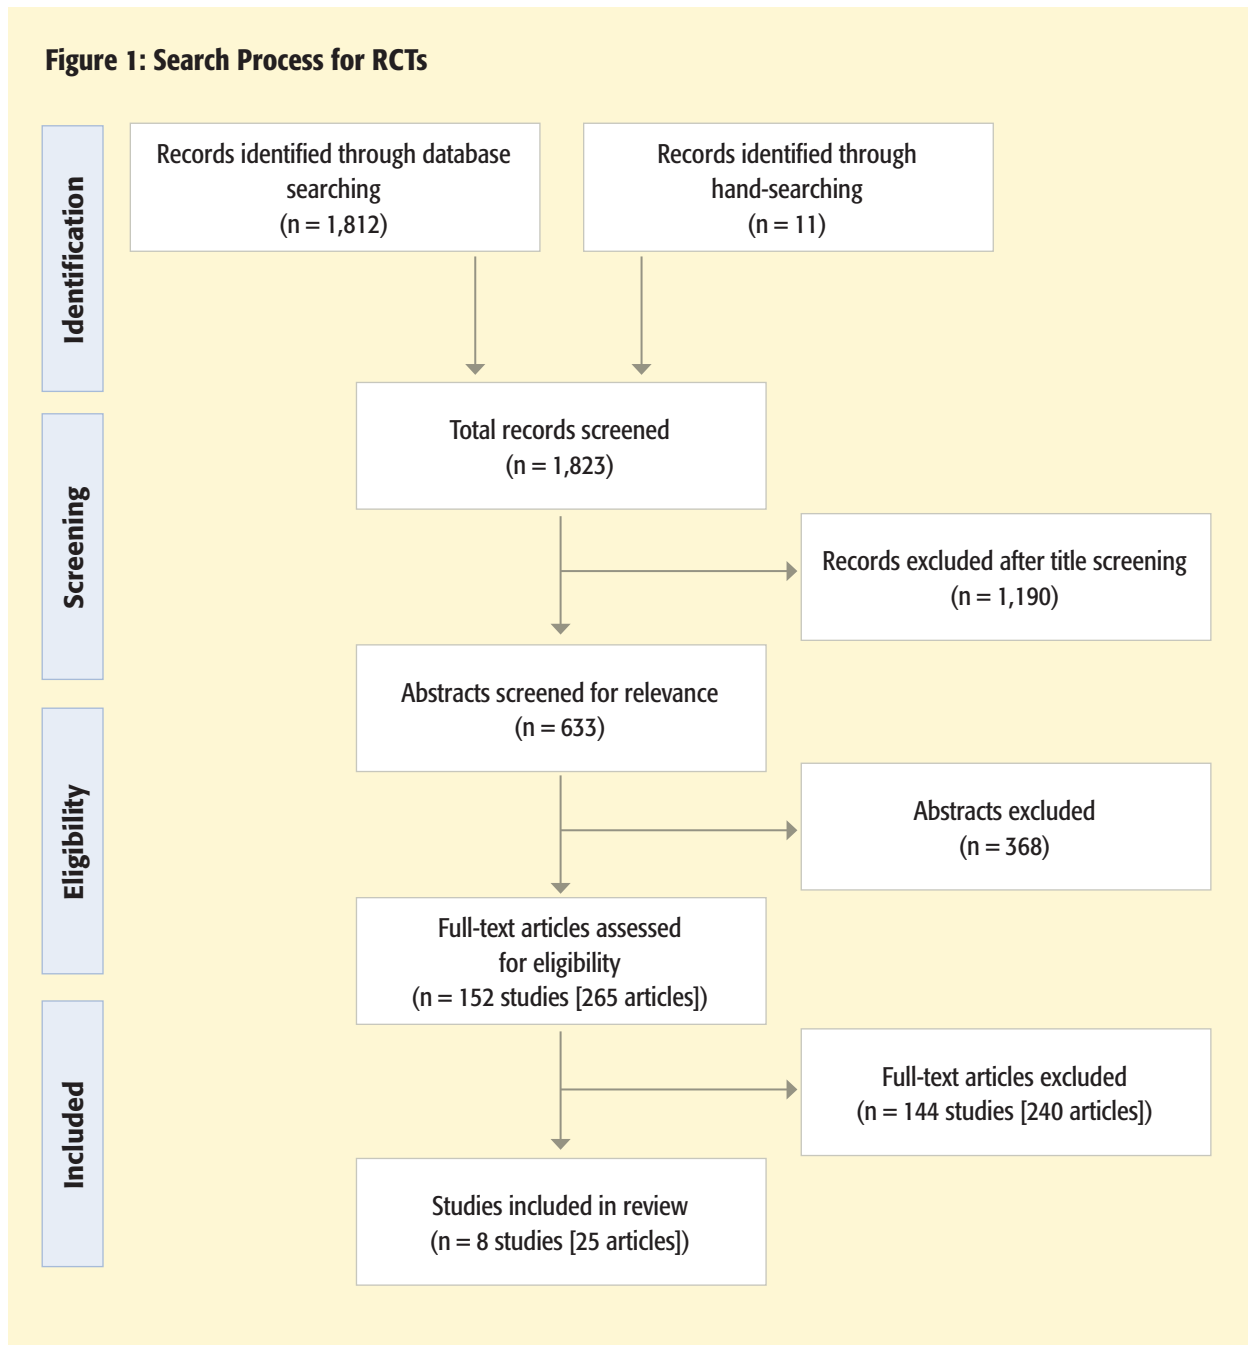 Figure 1: Search Process for RCTs
Identification
Records identified through database
searching
(n = 1,812)
Records identified through
hand-searching
(n = 11)
Screening
Total records screened
(n = 1,823)
Records excluded after title screening
(n = 1,190)
Abstracts screened for relevance
(n = 633)
Eligibility
Abstracts excluded
(n = 368)
Full-text articles assessed
for eligibility
(n = 152 studies [265 articles])
Included
Full-text articles excluded
(n = 144 studies [240 articles])
Studies included in review
(n = 8 studies [25 articles])